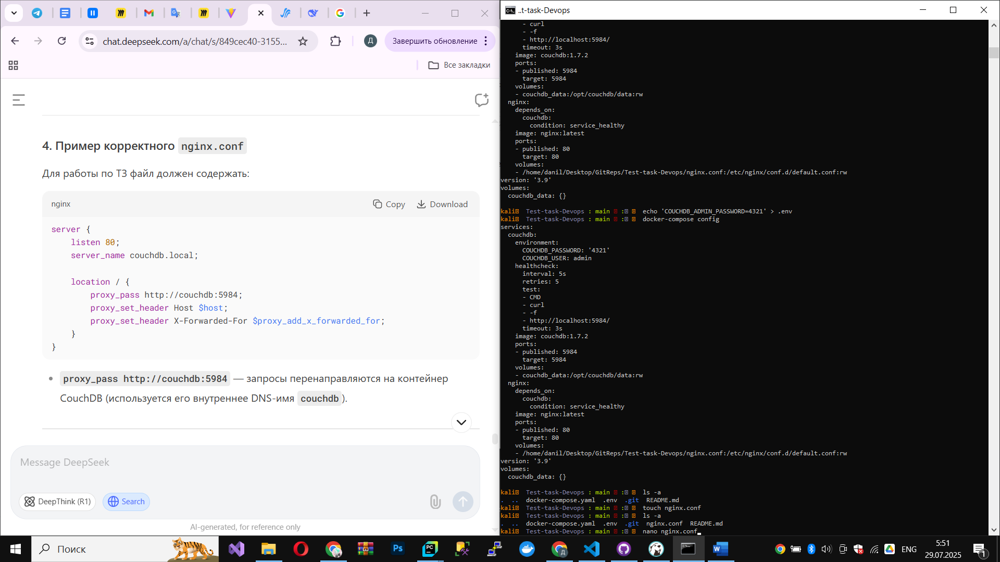 chat.deepseek.com/a/chat/s/849cec40-3155...
Д
Завершить обновление
Все закладки
4. Пример корректного nginx.conf
Для работы по ТЗ файл должен содержать:
nginx
Copy
Download
server {
    listen 80;
    server_name couchdb.local;
    location / {
        proxy_pass http://couchdb:5984;
        proxy_set_header Host $host;
        proxy_set_header X-Forwarded-For $proxy_add_x_forwarded_for;
    }
}
proxy_pass http://couchdb:5984 — запросы перенаправляются на контейнер
CouchDB (используется его внутреннее DNS-имя couchdb).
Message DeepSeek
DeepThink (R1)
Search
AI-generated, for reference only
..t-task-Devops
      - curl
      - -f
      - http://localhost:5984/
      timeout: 3s
    image: couchdb:1.7.2
    ports:
    - published: 5984
      target: 5984
    volumes:
    - couchdb_data:/opt/couchdb/data:rw
  nginx:
    depends_on:
      couchdb:
        condition: service_healthy
    image: nginx:latest
    ports:
    - published: 80
      target: 80
    volumes:
    - /home/danil/Desktop/GitReps/Test-task-Devops/nginx.conf:/etc/nginx/conf.d/default.conf:rw
version: '3.9'
volumes:
  couchdb_data: {}
kali Test-task-Devops : main : echo 'COUCHDB_ADMIN_PASSWORD=4321' > .env
kali Test-task-Devops : main : docker-compose config
services:
  couchdb:
    environment:
      COUCHDB_PASSWORD: '4321'
      COUCHDB_USER: admin
    healthcheck:
      interval: 5s
      retries: 5
      test:
      - CMD
      - curl
      - -f
      - http://localhost:5984/
      timeout: 3s
    image: couchdb:1.7.2
    ports:
    - published: 5984
      target: 5984
    volumes:
    - couchdb_data:/opt/couchdb/data:rw
  nginx:
    depends_on:
      couchdb:
        condition: service_healthy
    image: nginx:latest
    ports:
    - published: 80
      target: 80
    volumes:
    - /home/danil/Desktop/GitReps/Test-task-Devops/nginx.conf:/etc/nginx/conf.d/default.conf:rw
version: '3.9'
volumes:
  couchdb_data: {}
kali Test-task-Devops : main : ls -a
. .. docker-compose.yaml .env .git README.md
kali Test-task-Devops : main : touch nginx.conf
kali Test-task-Devops : main : ls -a
. .. docker-compose.yaml .env .git nginx.conf README.md
kali Test-task-Devops : main : nano nginx.conf
Поиск
Ps
PC
W
ENG
5:51
29.07.2025
1